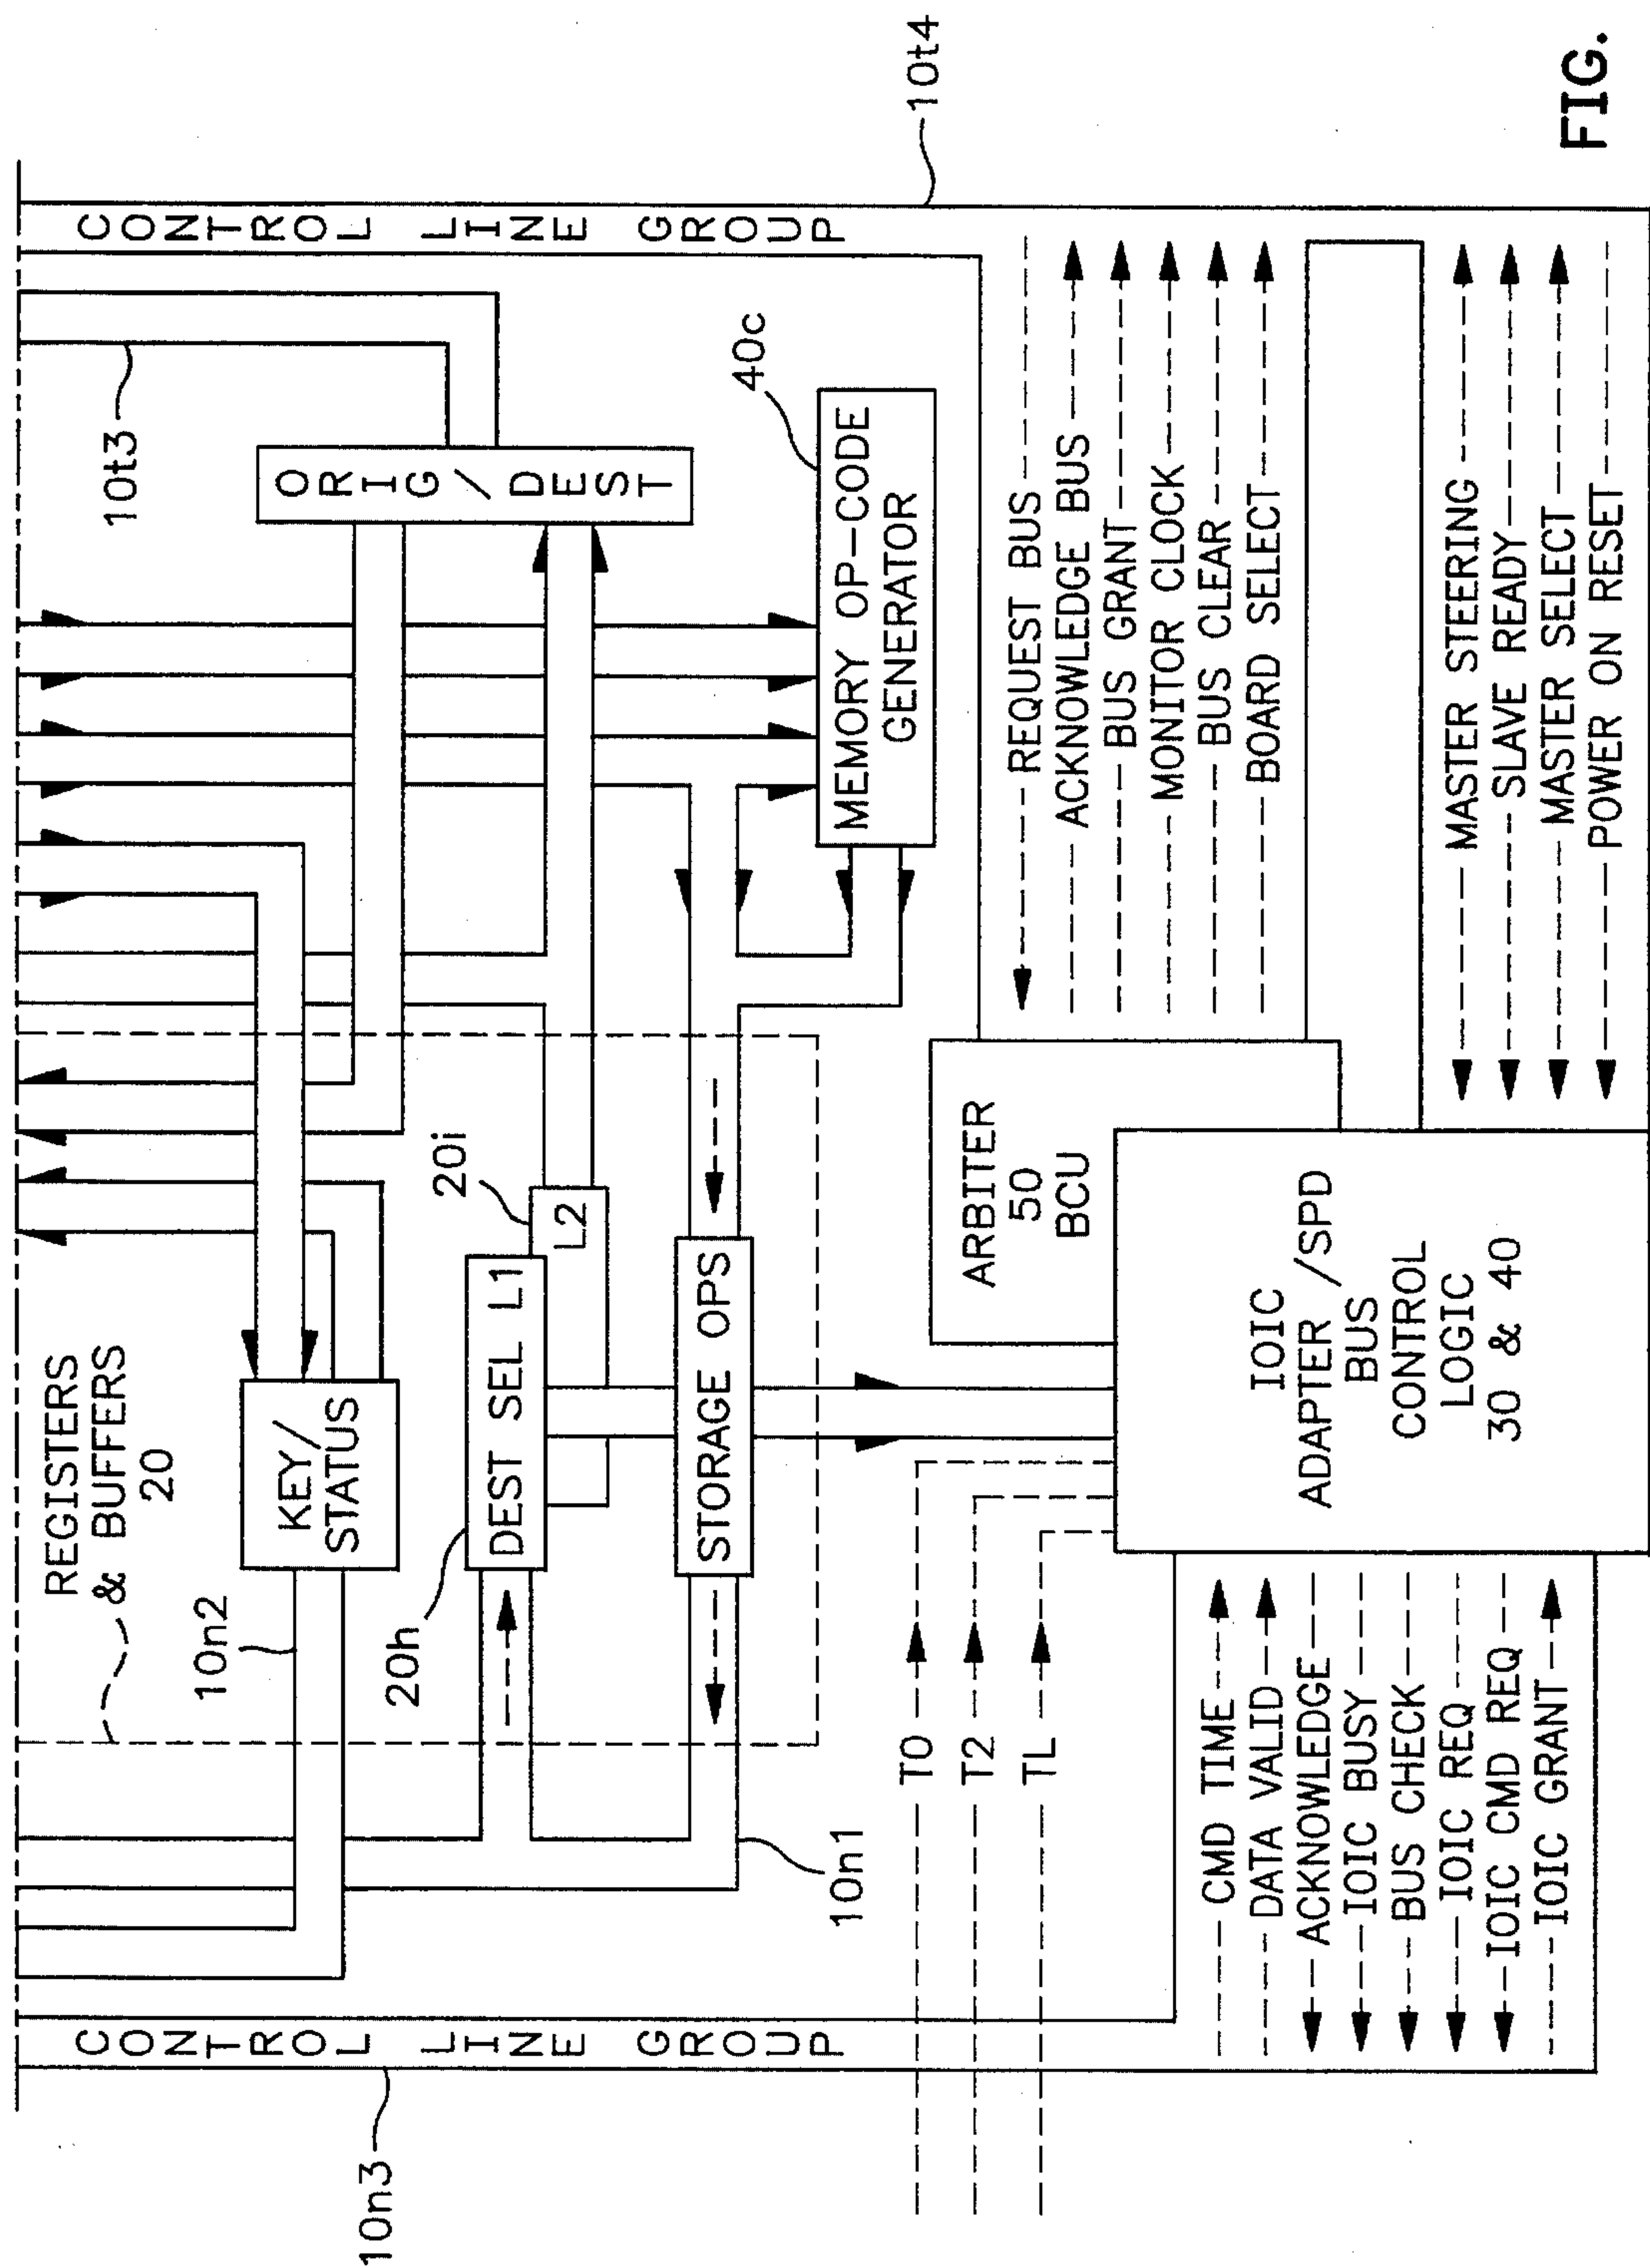 REGISTERS
& BUFFERS
20
CONTROL LINE GROUP
10n3
10n2
KEY/
STATUS
20h
DEST SEL L1
20i
L2
STORAGE OPS
10n1
ORIG/DEST
10t3
CONTROL LINE GROUP
10t4
40c
MEMORY OP-CODE
GENERATOR
T0
T2
TL
ARBITER
50
BCU
REQUEST BUS
ACKNOWLEDGE BUS
BUS GRANT
MONITOR CLOCK
BUS CLEAR
BOARD SELECT
CMD TIME
DATA VALID
ACKNOWLEDGE
IOIC BUSY
BUS CHECK
IOIC REQ
IOIC CMD REQ
IOIC GRANT
IOIC
ADAPTER/SPD
BUS
CONTROL
LOGIC
30 & 40
MASTER STEERING
SLAVE READY
MASTER SELECT
POWER ON RESET
FIG.